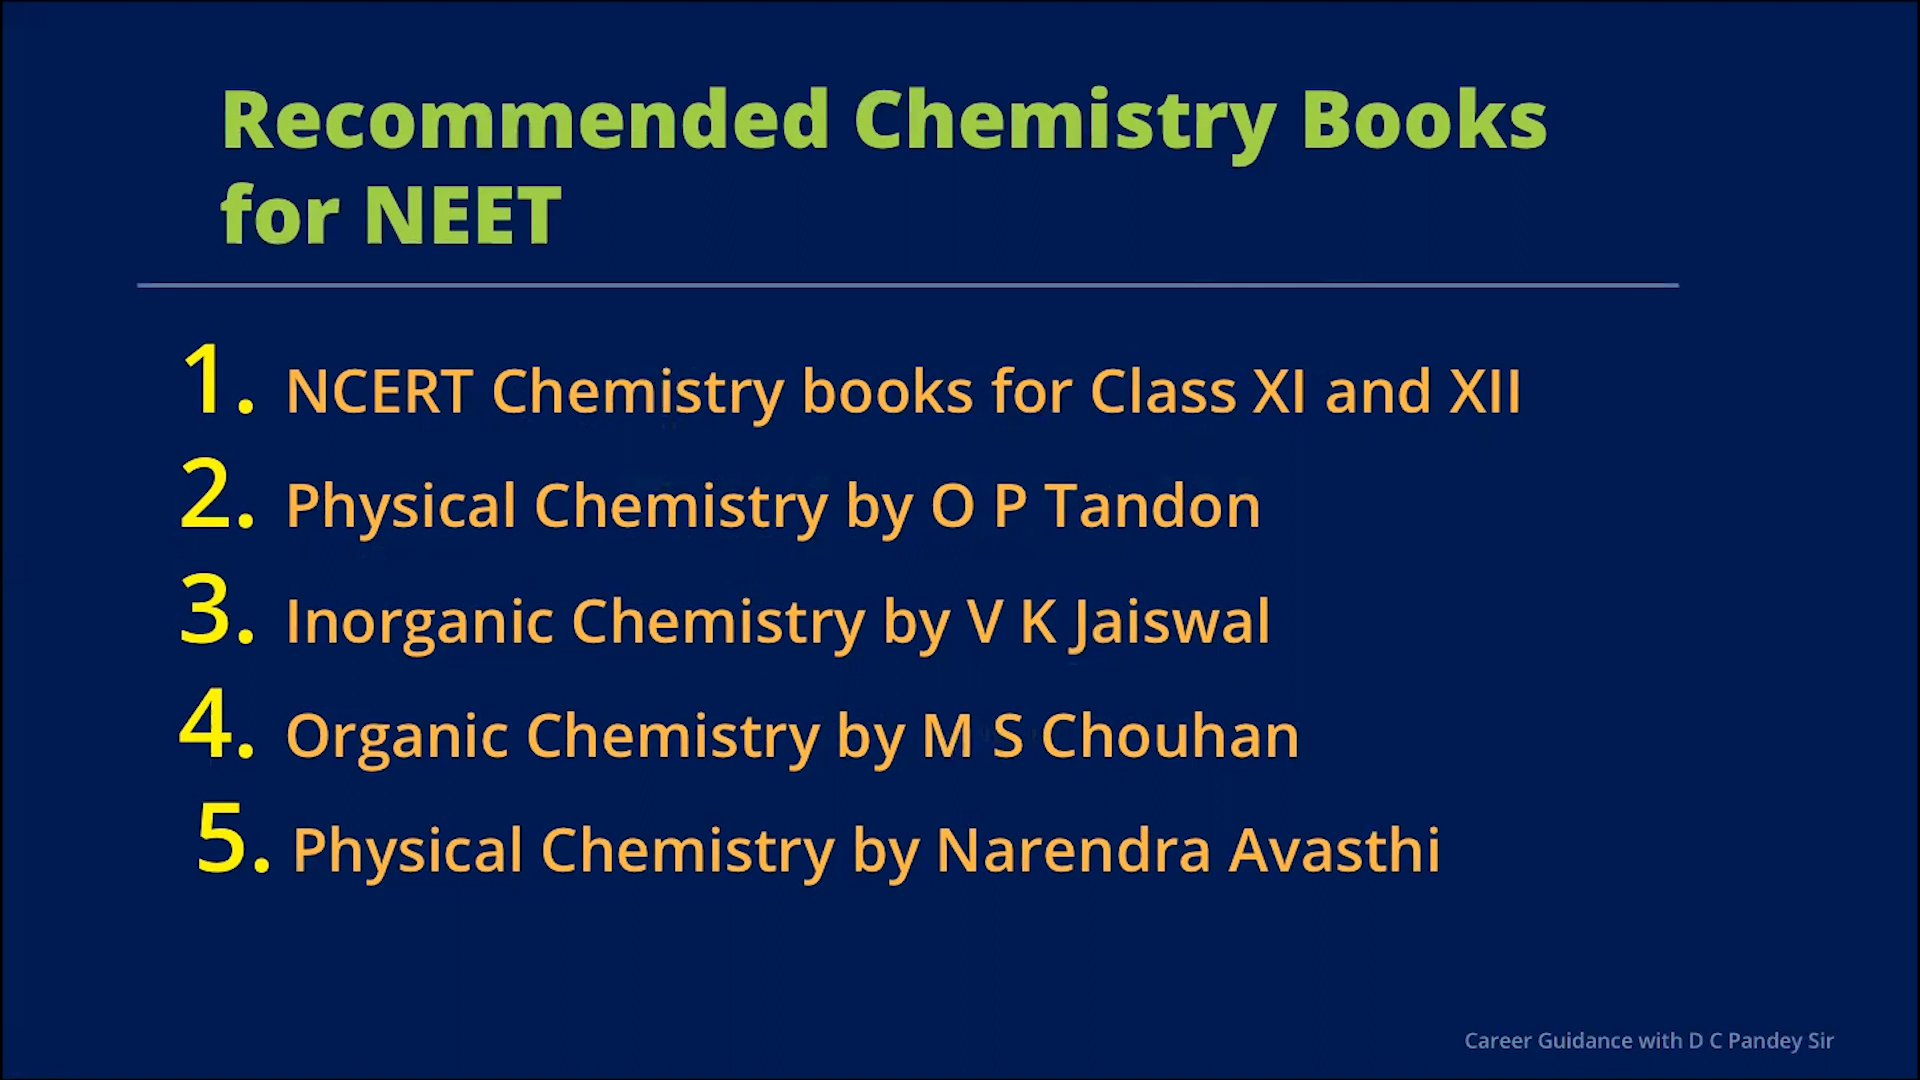 Recommended Chemistry Books
for NEET
1. NCERT Chemistry books for Class XI and XII
2. Physical Chemistry by O P Tandon
3. Inorganic Chemistry by V K Jaiswal
4. Organic Chemistry by M S Chouhan
5. Physical Chemistry by Narendra Avasthi
Career Guidance with D C Pandey Sir